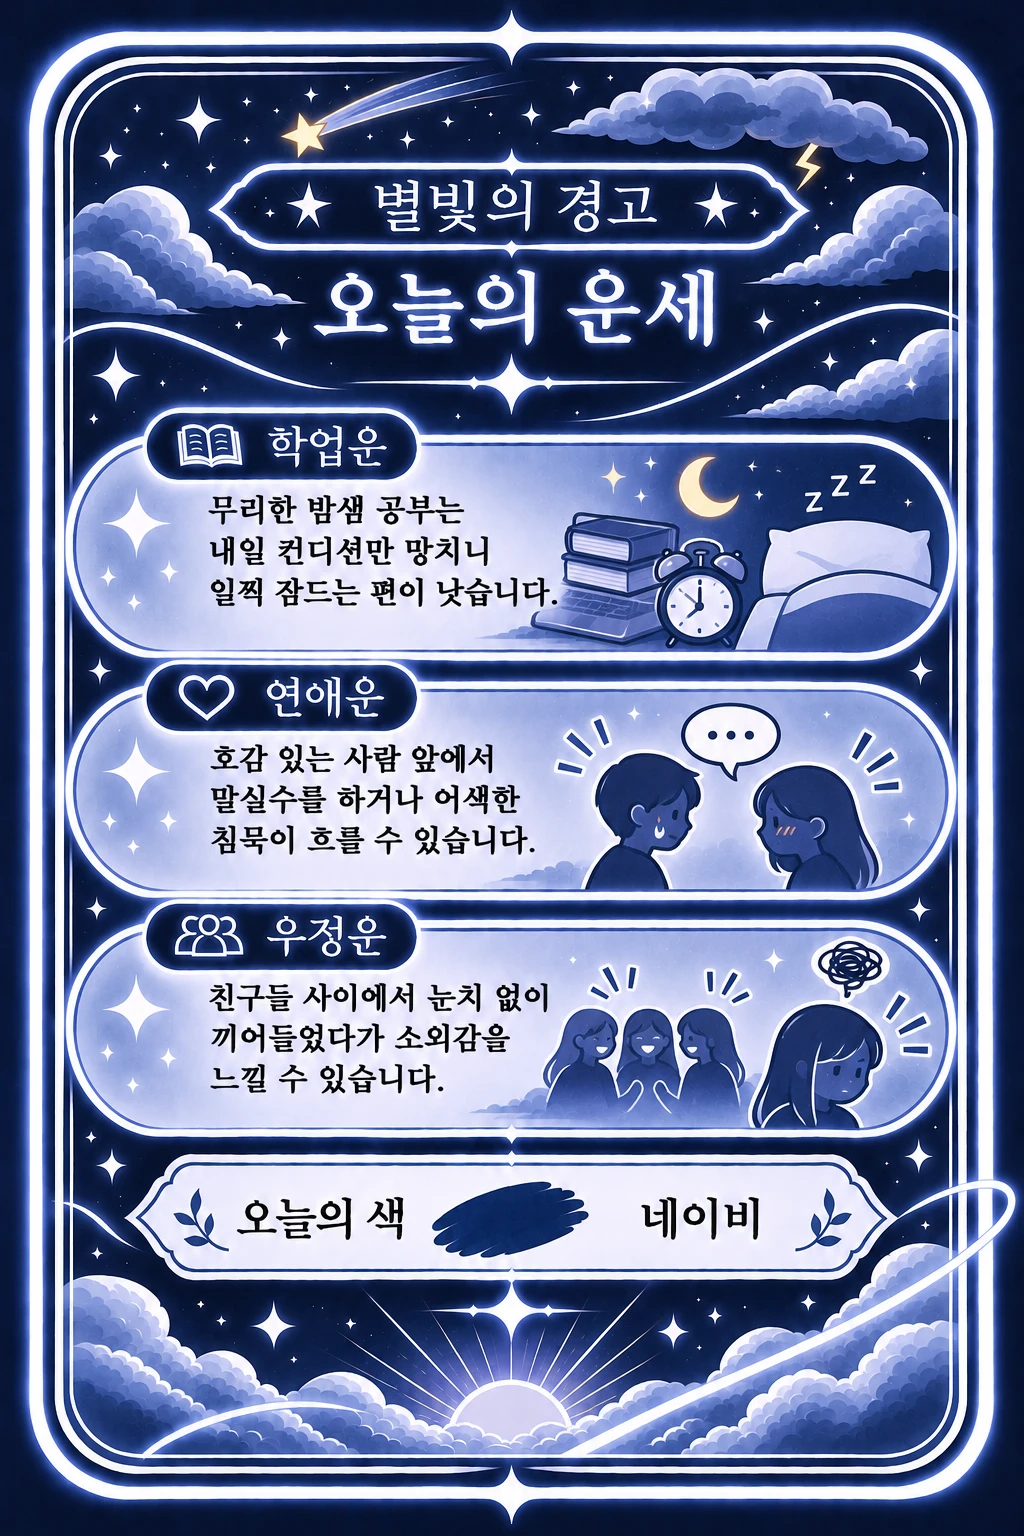 별빛의 경고
오늘의 운세
학업운
무리한 밤샘 공부는
내일 컨디션만 망치니
일찍 잠드는 편이 낫습니다.
z z z
연애운
호감 있는 사람 앞에서
말실수를 하거나 어색한
침묵이 흐를 수 있습니다.
...
우정운
친구들 사이에서 눈치 없이
끼어들었다가 소외감을
느낄 수 있습니다.
오늘의 색 네이비